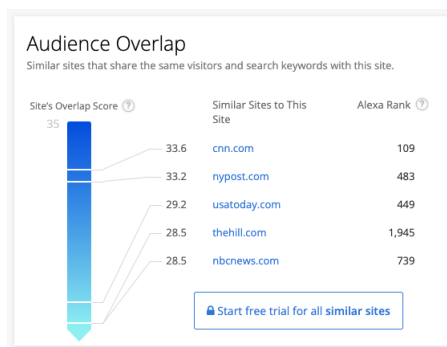 Audience Overlap
Similar sites that share the same visitors and search keywords with this site.
Site's Overlap Score ? Similar Sites to This Site Alexa Rank ?
35
33.6 cnn.com 109
33.2 nypost.com 483
29.2 usatoday.com 449
28.5 thehill.com 1,945
28.5 nbcnews.com 739
Start free trial for all similar sites